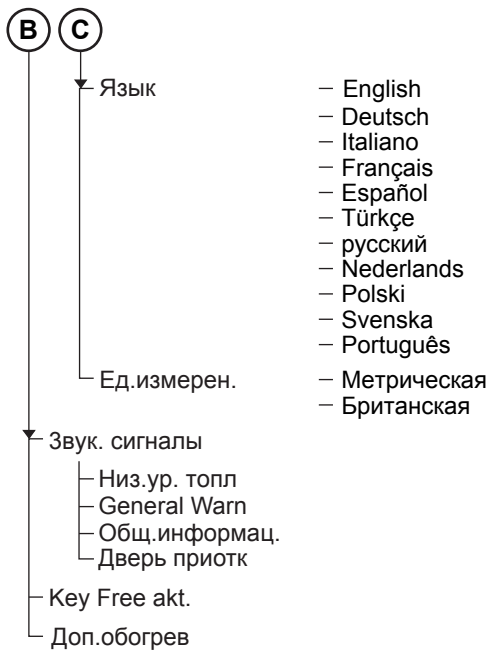 B C
Язык – English
– Deutsch
– Italiano
– Français
– Español
– Türkçe
– русский
– Nederlands
– Polski
– Svenska
– Português
Ед.измерен. – Метрическая
– Британская
Звук. сигналы
Низ.ур. топл
General Warn
Общ.информац.
Дверь приотк
Key Free akt.
Доп.обогрев